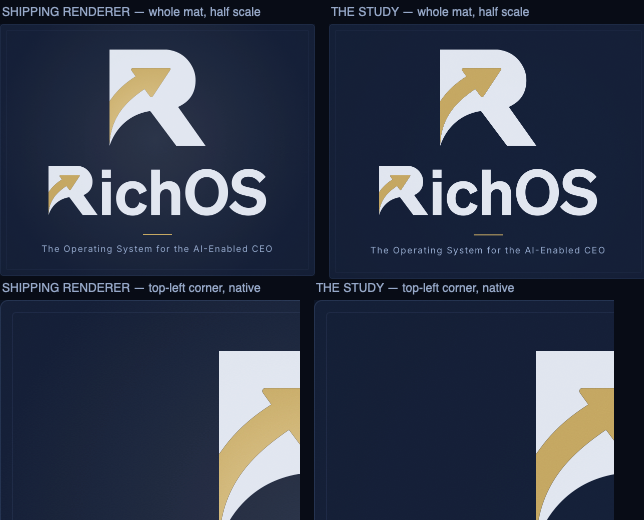 SHIPPING RENDERER — whole mat, half scale
THE STUDY — whole mat, half scale
R
R
RichOS
RichOS
The Operating System for the AI-Enabled CEO
The Operating System for the AI-Enabled CEO
SHIPPING RENDERER — top-left corner, native
THE STUDY — top-left corner, native